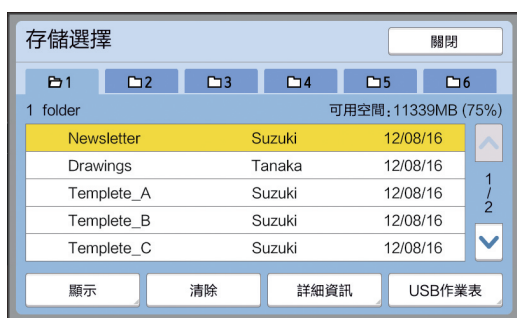 存儲選擇 關閉
1 2 3 4 5 6
1 folder 可用空間:11339MB (75%)
Newsletter Suzuki 12/08/16
Drawings Tanaka 12/08/16
Templete_A Suzuki 12/08/16
Templete_B Suzuki 12/08/16
Templete_C Suzuki 12/08/16
1/2
顯示 清除 詳細資訊 USB作業表